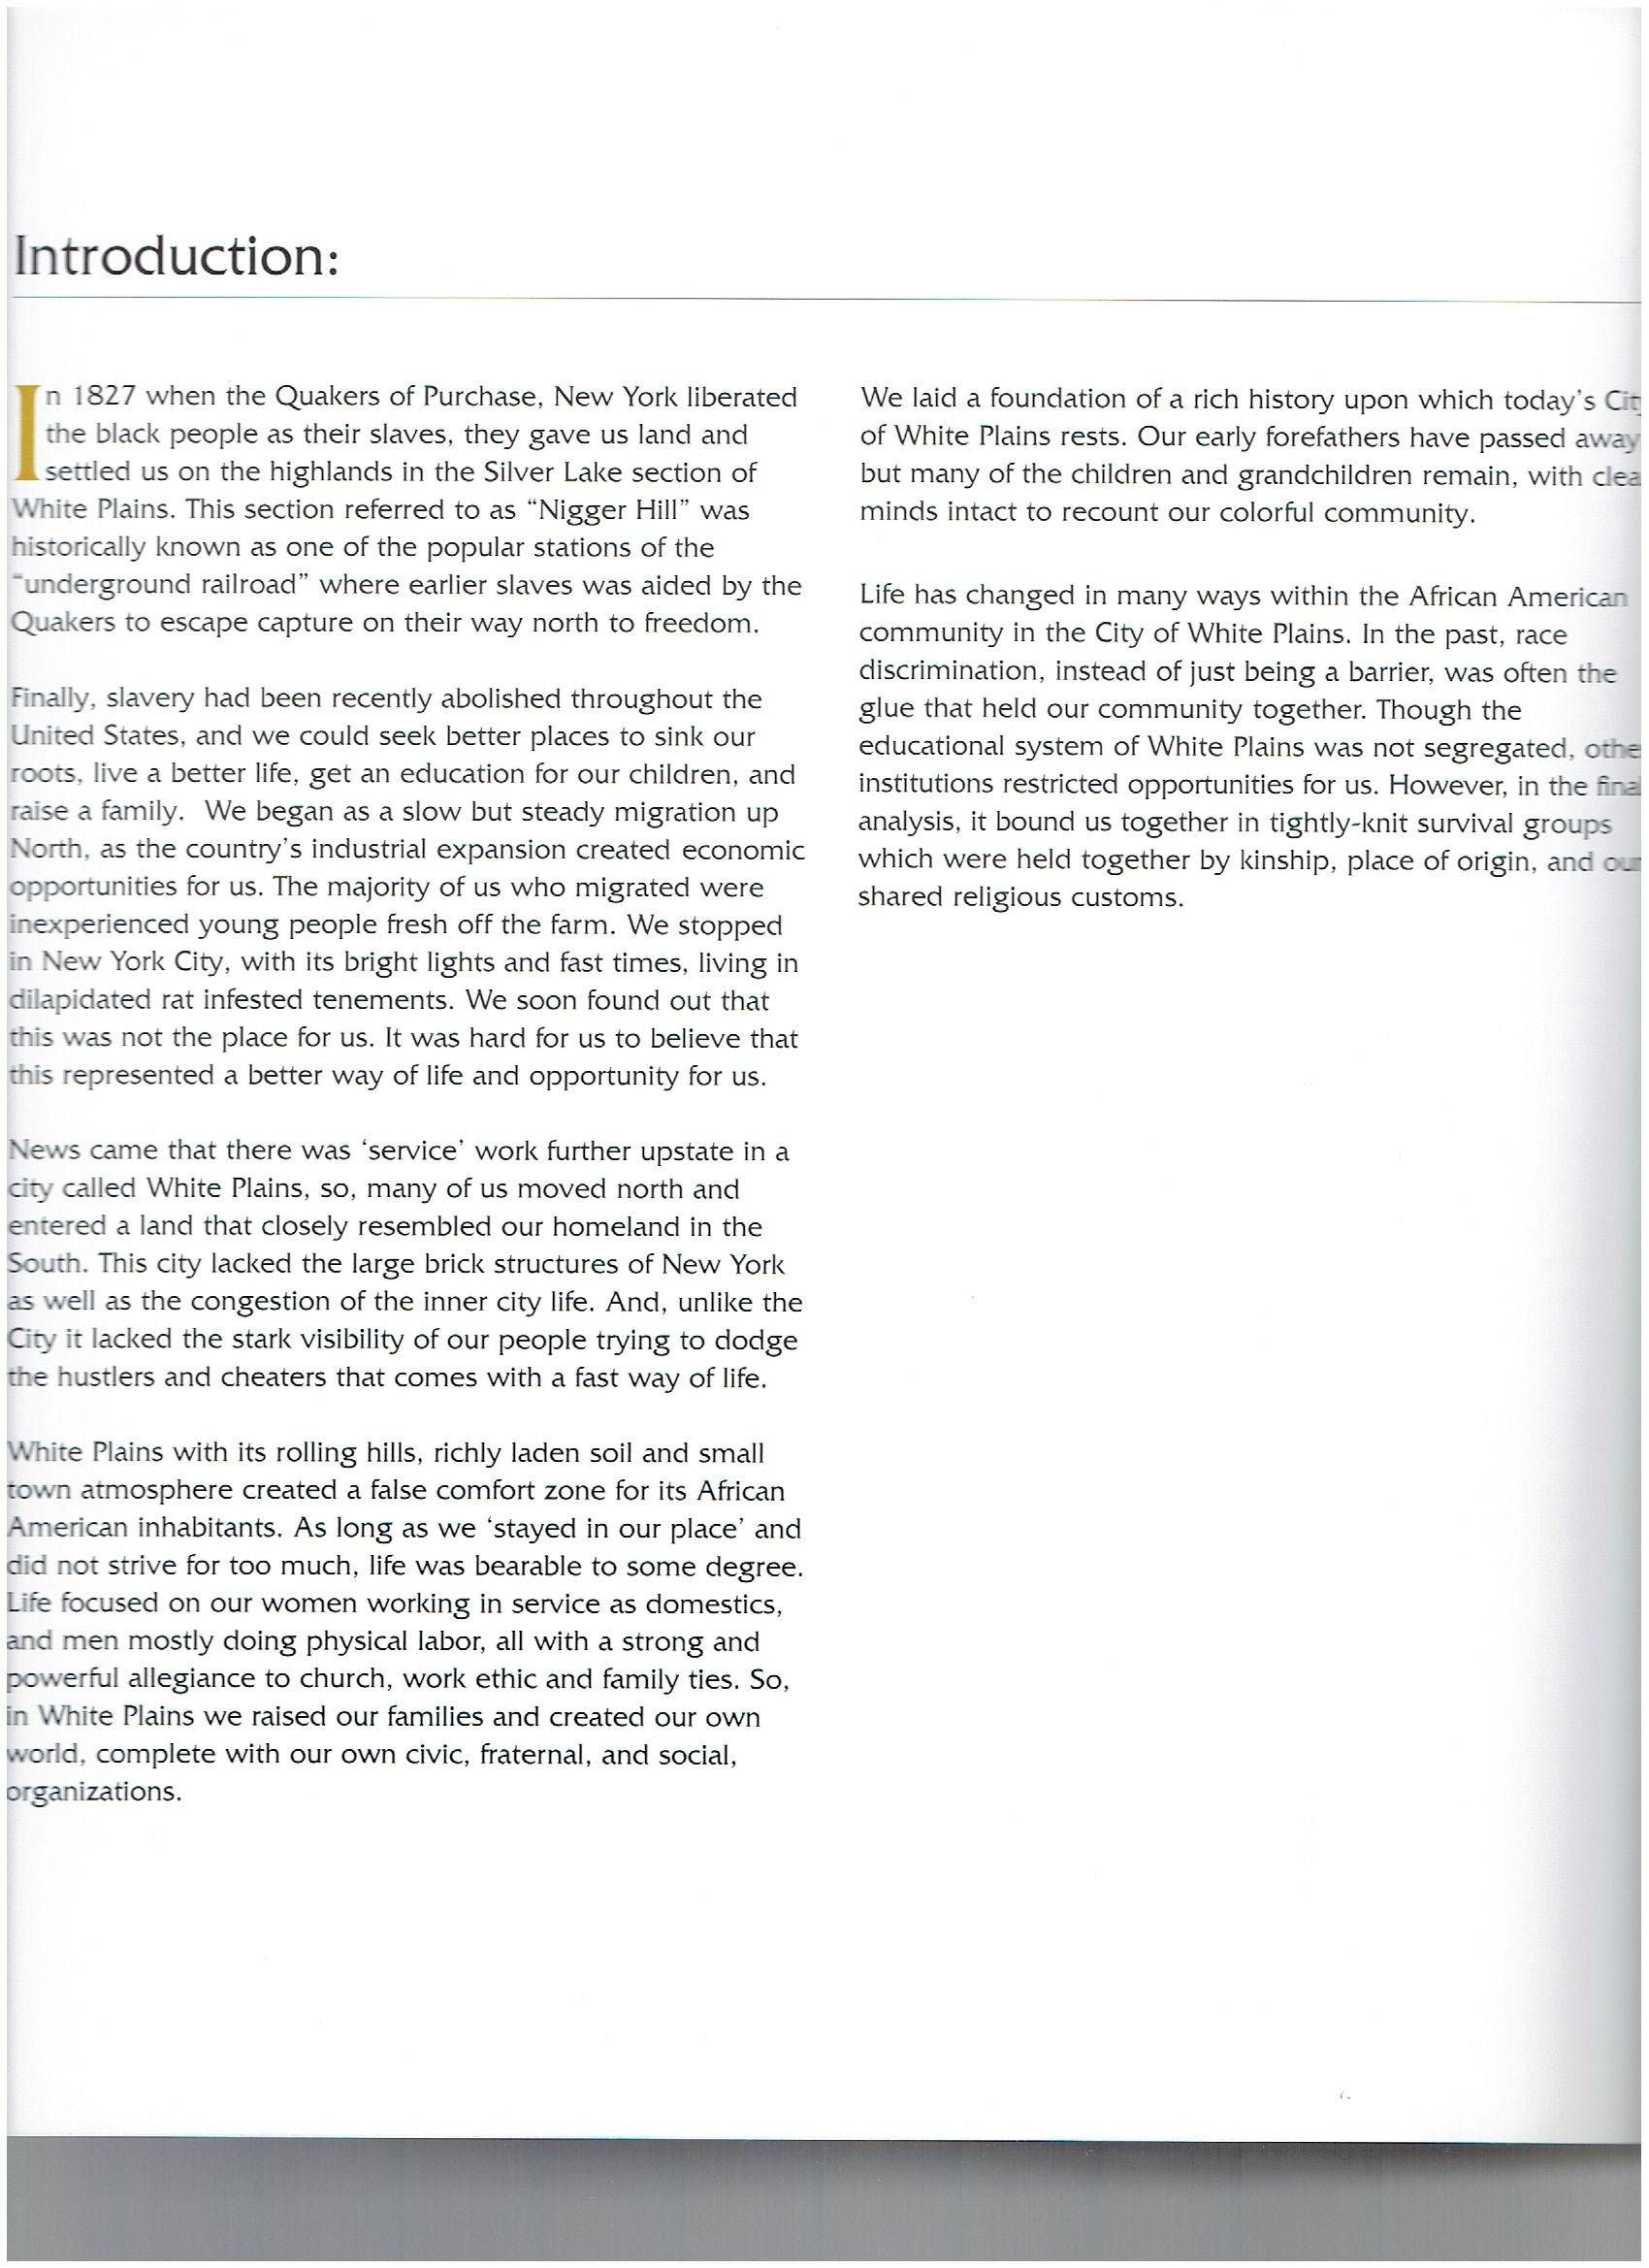 Introduction:
In 1827 when the Quakers of Purchase, New York liberated
the black people as their slaves, they gave us land and
settled us on the highlands in the Silver Lake section of
White Plains. This section referred to as “Nigger Hill” was
historically known as one of the popular stations of the
“underground railroad” where earlier slaves was aided by the
Quakers to escape capture on their way north to freedom.
Finally, slavery had been recently abolished throughout the
United States, and we could seek better places to sink our
roots, live a better life, get an education for our children, and
raise a family.  We began as a slow but steady migration up
North, as the country’s industrial expansion created economic
opportunities for us. The majority of us who migrated were
inexperienced young people fresh off the farm. We stopped
in New York City, with its bright lights and fast times, living in
dilapidated rat infested tenements. We soon found out that
this was not the place for us. It was hard for us to believe that
this represented a better way of life and opportunity for us.
News came that there was ‘service’ work further upstate in a
city called White Plains, so, many of us moved north and
entered a land that closely resembled our homeland in the
South. This city lacked the large brick structures of New York
as well as the congestion of the inner city life. And, unlike the
City it lacked the stark visibility of our people trying to dodge
the hustlers and cheaters that comes with a fast way of life.
White Plains with its rolling hills, richly laden soil and small
town atmosphere created a false comfort zone for its African
American inhabitants. As long as we ‘stayed in our place’ and
did not strive for too much, life was bearable to some degree.
Life focused on our women working in service as domestics,
and men mostly doing physical labor, all with a strong and
powerful allegiance to church, work ethic and family ties. So,
in White Plains we raised our families and created our own
world, complete with our own civic, fraternal, and social,
organizations.
We laid a foundation of a rich history upon which today’s Cit
of White Plains rests. Our early forefathers have passed away
but many of the children and grandchildren remain, with clea
minds intact to recount our colorful community.
Life has changed in many ways within the African American
community in the City of White Plains. In the past, race
discrimination, instead of just being a barrier, was often the
glue that held our community together. Though the
educational system of White Plains was not segregated, othe
institutions restricted opportunities for us. However, in the final
analysis, it bound us together in tightly-knit survival groups
which were held together by kinship, place of origin, and our
shared religious customs.